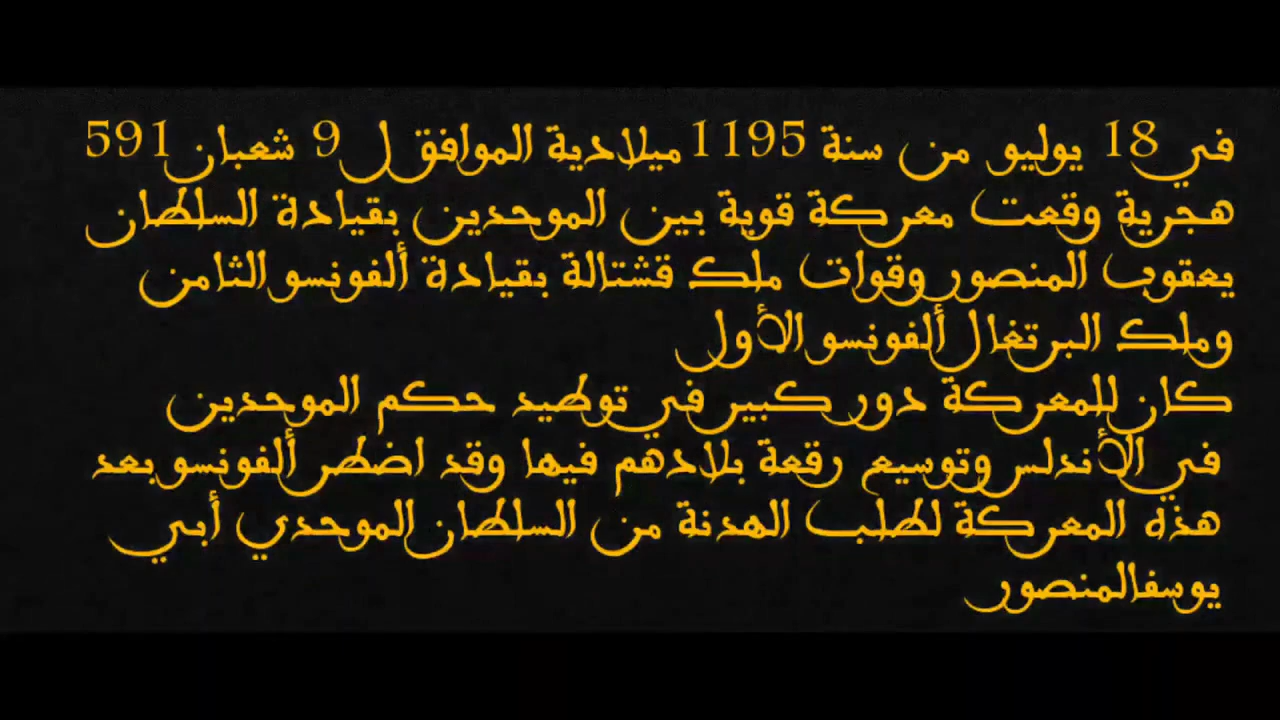 في 18 يوليو من سنة 1195 ميلادية الموافق ل 9 شعبان 591
هجرية وقعت معركة قوية بين الموحدين بقيادة السلطان
يعقوب المنصور وقوات ملك قشتالة بقيادة ألفونسو الثامن
وملك البرتغال ألفونسو الأول
كان للمعركة دور كبير في توطيد حكم الموحدين
في الأندلس وتوسيع رقعة بلادهم فيها وقد اضطر ألفونسو بعد
هذه المعركة لطلب الهدنة من السلطان الموحدي أبي
يوسف المنصور